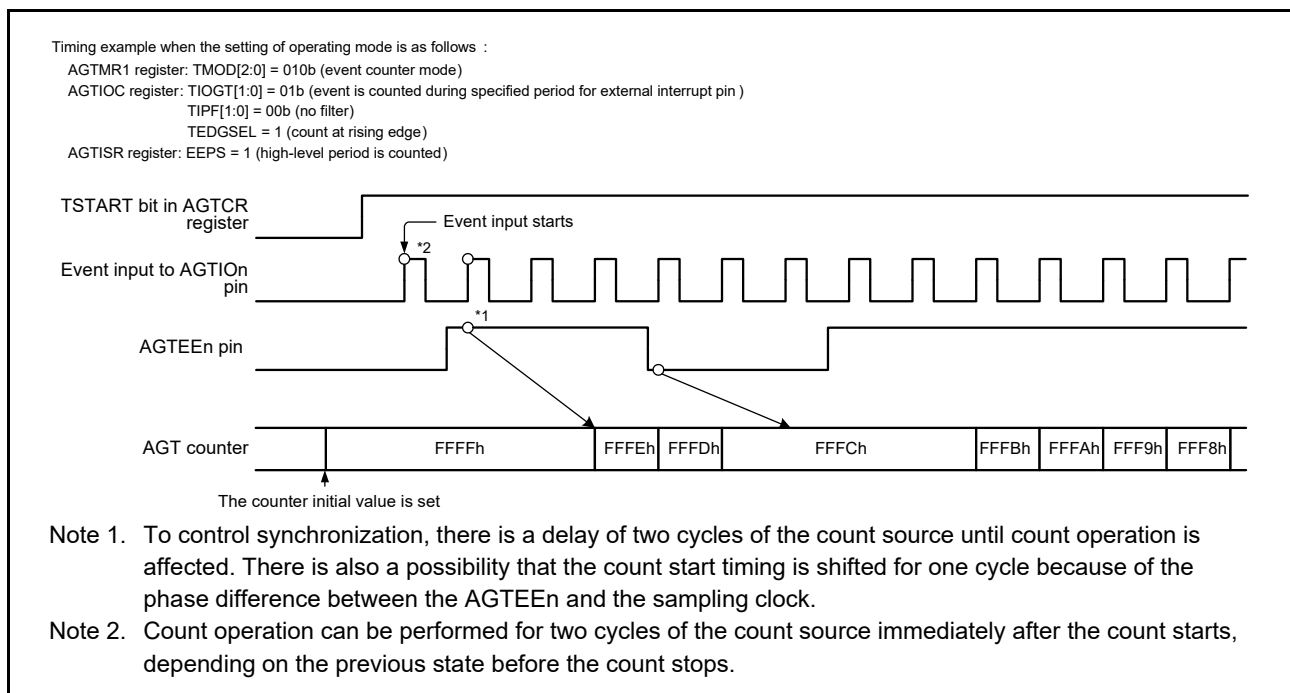 Timing example when the setting of operating mode is as follows :
AGTMR1 register: TMOD[2:0] = 010b (event counter mode)
AGTIOC register: TIOGT[1:0] = 01b (event is counted during specified period for external interrupt pin )
TIPF[1:0] = 00b (no filter)
TEDGSEL = 1 (count at rising edge)
AGTISR register: EEPS = 1 (high-level period is counted)
TSTART bit in AGTCR
register
Event input starts
*2
Event input to AGTIOn
pin
*1
AGTEEn pin
AGT counter
FFFFh
FFFEh
FFFDh
FFFCh
FFFBh
FFFAh
FFF9h
FFF8h
The counter initial value is set
Note 1. To control synchronization, there is a delay of two cycles of the count source until count operation is
affected. There is also a possibility that the count start timing is shifted for one cycle because of the
phase difference between the AGTEEn and the sampling clock.
Note 2. Count operation can be performed for two cycles of the count source immediately after the count starts,
depending on the previous state before the count stops.